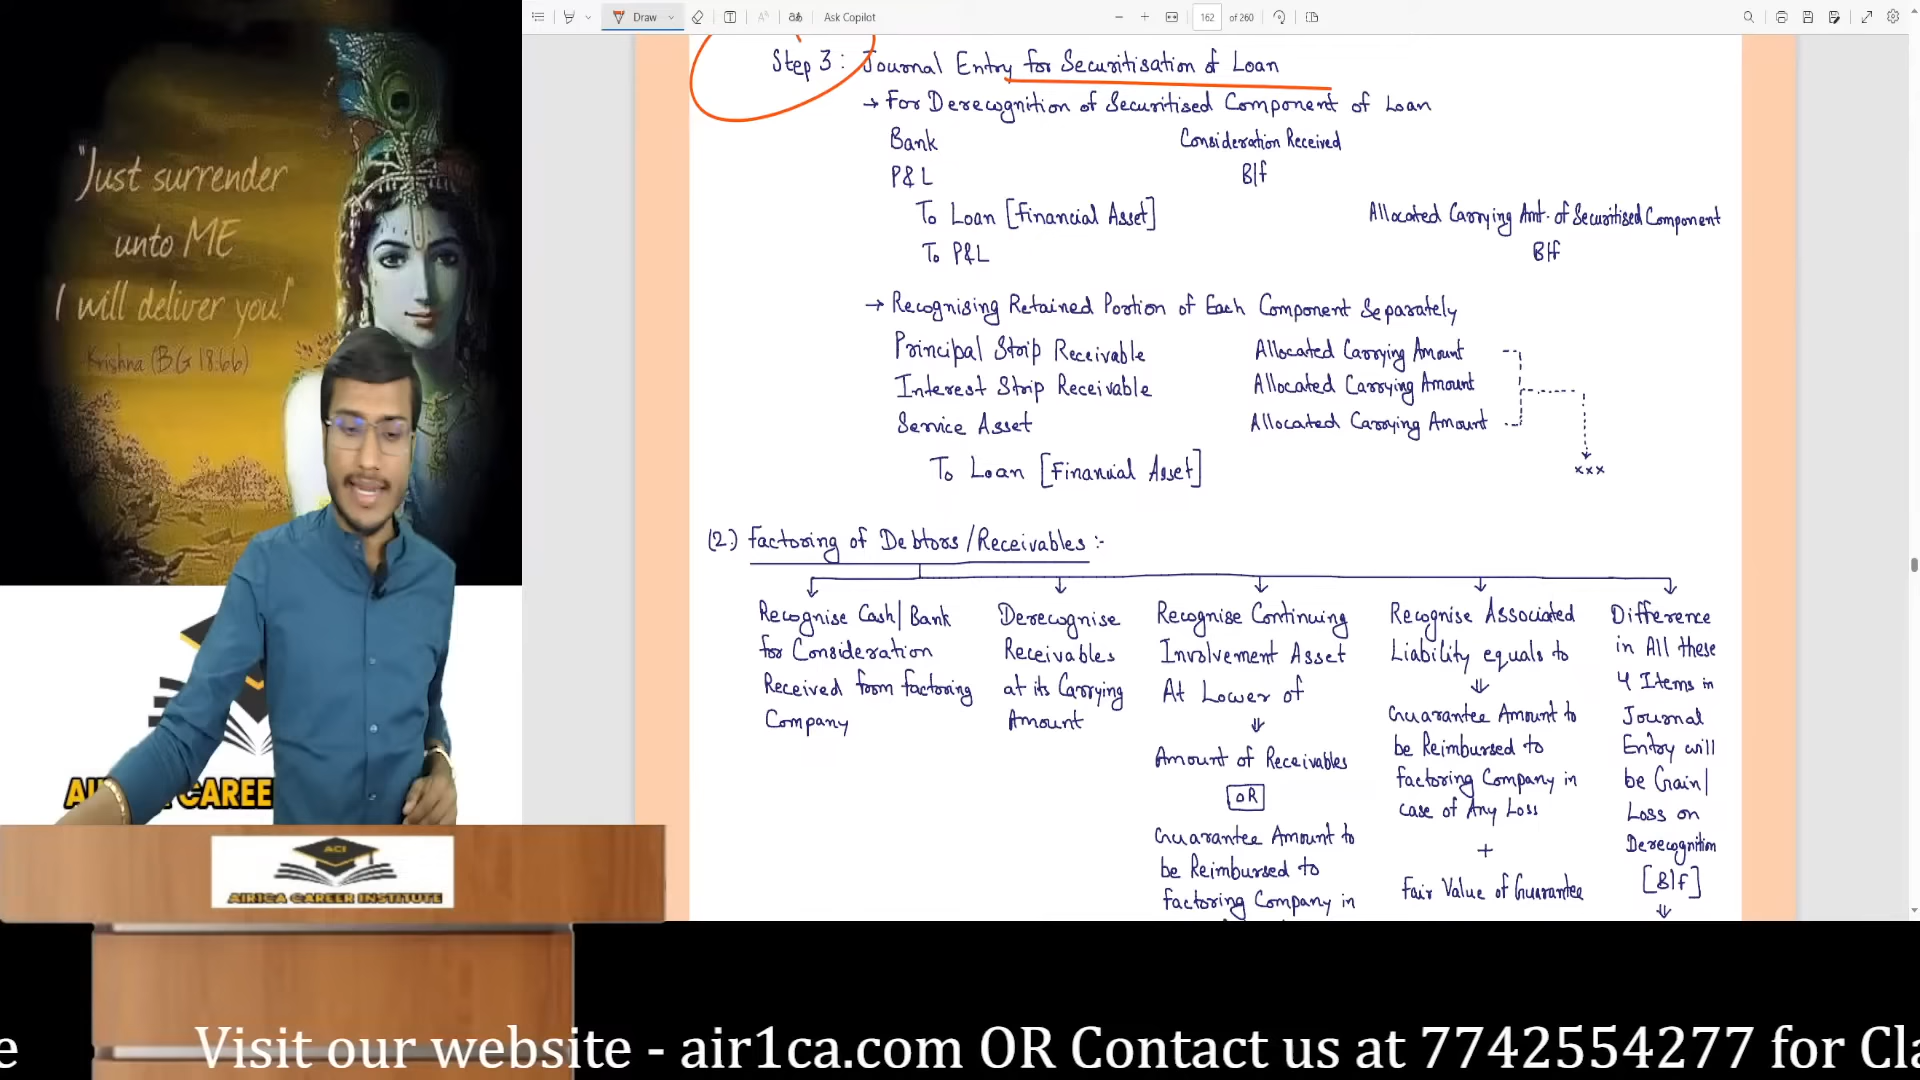 "Just surrender
unto ME
I will deliver you!"
Krishna (B.G 18:66)
Draw
ab
Ask Copilot
162 of 260
Step 3: Journal Entry for Securitisation of Loan
→ For Derecognition of Securitised Component of Loan
Bank Consideration Received
P&L B/f
To Loan [Financial Asset] Allocated Carrying Amt. of Securitised Component
To P&L B/f
→ Recognising Retained Portion of Each Component Separately
Principal Strip Receivable Allocated Carrying Amount
Interest Strip Receivable Allocated Carrying Amount
Service Asset Allocated Carrying Amount
To Loan [Financial Asset] xxx
(2.) Factoring of Debtors/Receivables :-
Recognise Cash/Bank
for Consideration
Received from factoring
Company
Derecognise
Receivables
at its Carrying
Amount
Recognise Continuing
Involvement Asset
At Lower of
Amount of Receivables
OR
Guarantee Amount to
be Reimbursed to
factoring Company in
Recognise Associated
Liability equals to
Guarantee Amount to
be Reimbursed to
factoring Company in
case of Any Loss
+
Fair Value of Guarantee
Difference
in All these
4 Items in
Journal
Entry will
be Gain/
Loss on
Derecognition
[B/f]
ACI
AIR1CA CAREER INSTITUTE
e Visit our website - air1ca.com OR Contact us at 7742554277 for Cla